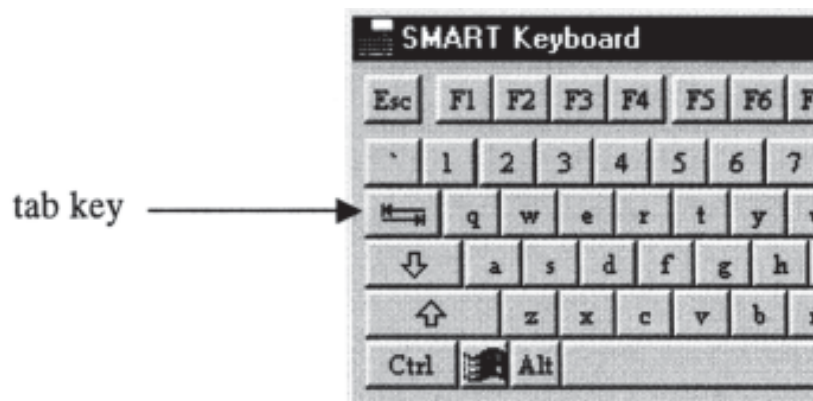 SMART Keyboard
Esc F1 F2 F3 F4 F5 F6
` 1 2 3 4 5 6 7
tab key q w e r t y
a s d f g h
z x c v b
Ctrl Alt